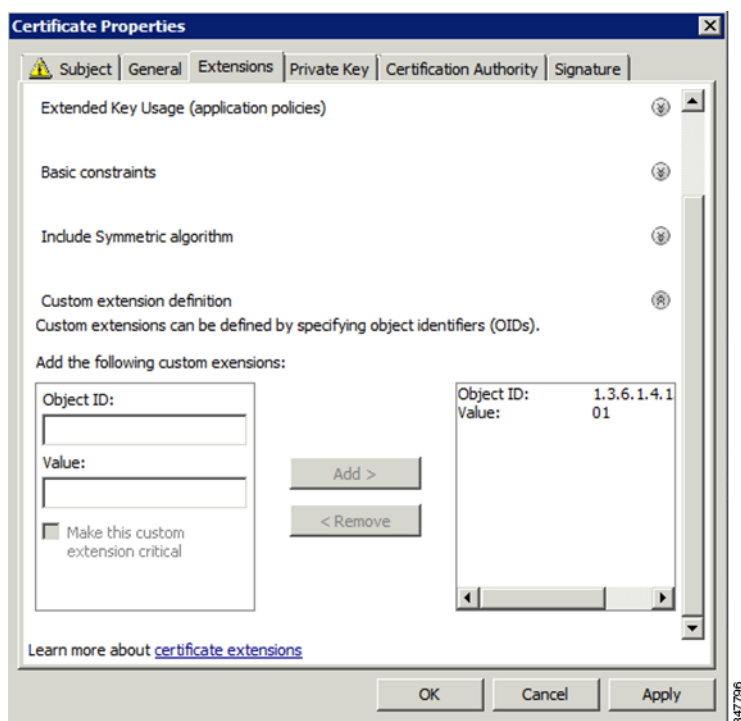 Certificate Properties
Subject General Extensions Private Key Certification Authority Signature
Extended Key Usage (application policies)
Basic constraints
Include Symmetric algorithm
Custom extension definition
Custom extensions can be defined by specifying object identifiers (OIDs).
Add the following custom exensions:
Object ID:
Value:
Make this custom
extension critical
Add >
< Remove
Object ID: 1.3.6.1.4.1
Value: 01
Learn more about certificate extensions
OK Cancel Apply